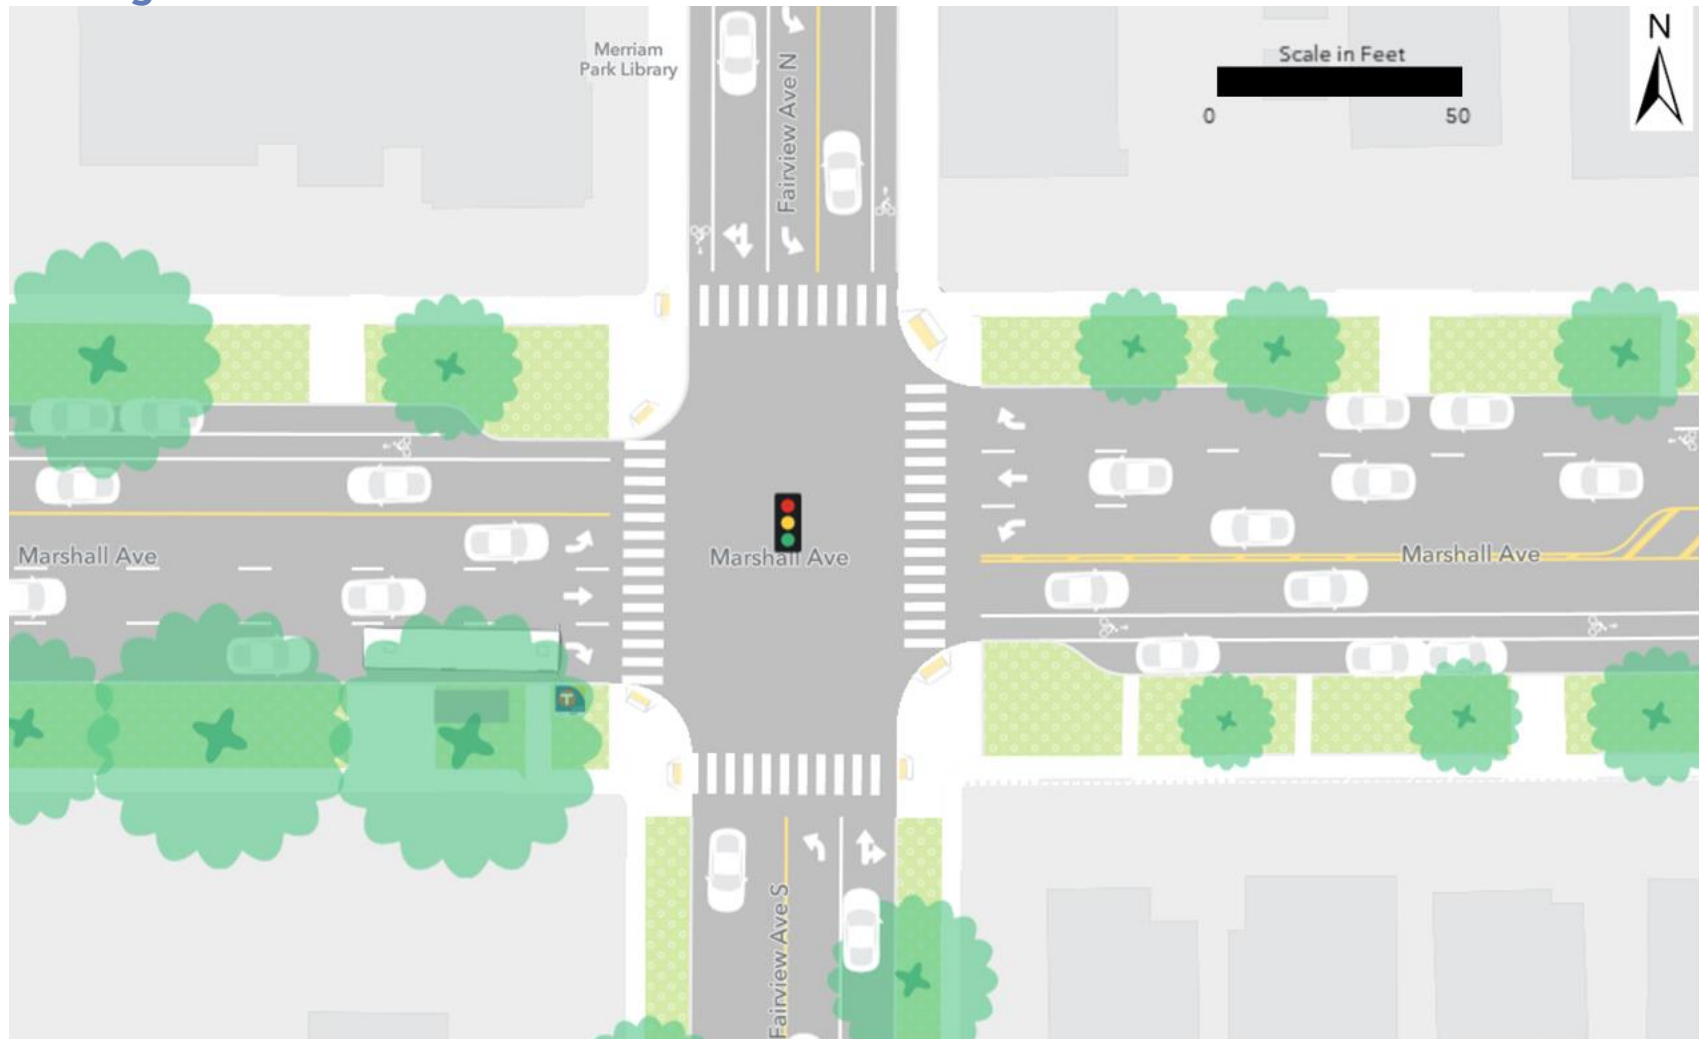 Merriam
Park Library
Fairview Ave N
Scale in Feet
0 50
N
Marshall Ave
Marshall Ave
Marshall Ave
T
Fairview Ave S